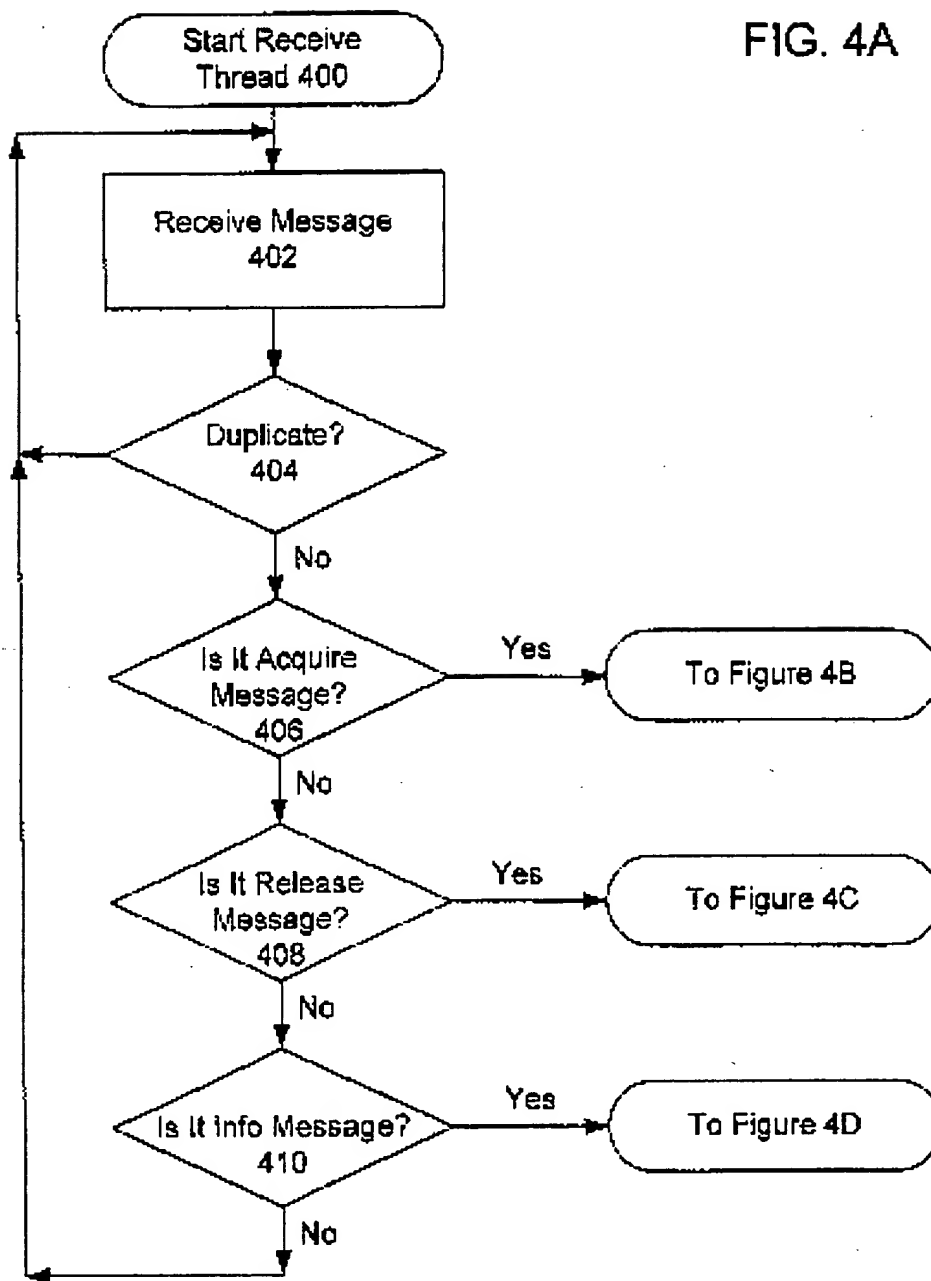 FIG. 4A
Start Receive
Thread 400
Receive Message
402
Duplicate?
404
No
Is It Acquire
Message?
406
Yes
To Figure 4B
No
Is It Release
Message?
408
Yes
To Figure 4C
No
Is It Info Message?
410
Yes
To Figure 4D
No